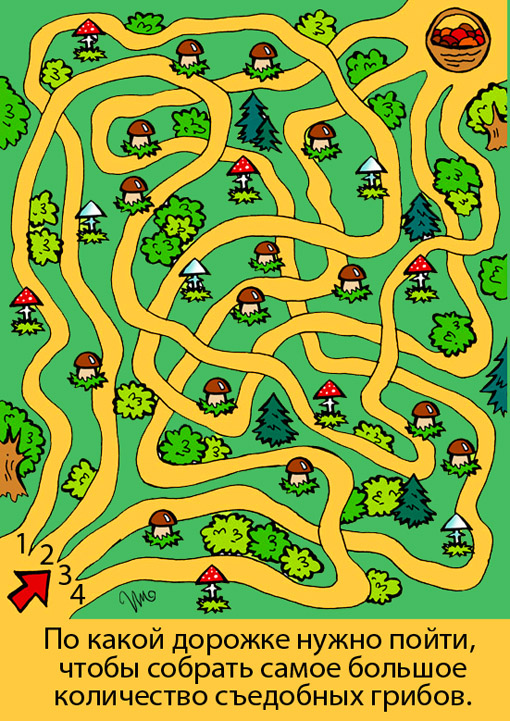 1
2
3
4
По какой дорожке нужно пойти,
чтобы собрать самое большое
количество съедобных грибов.